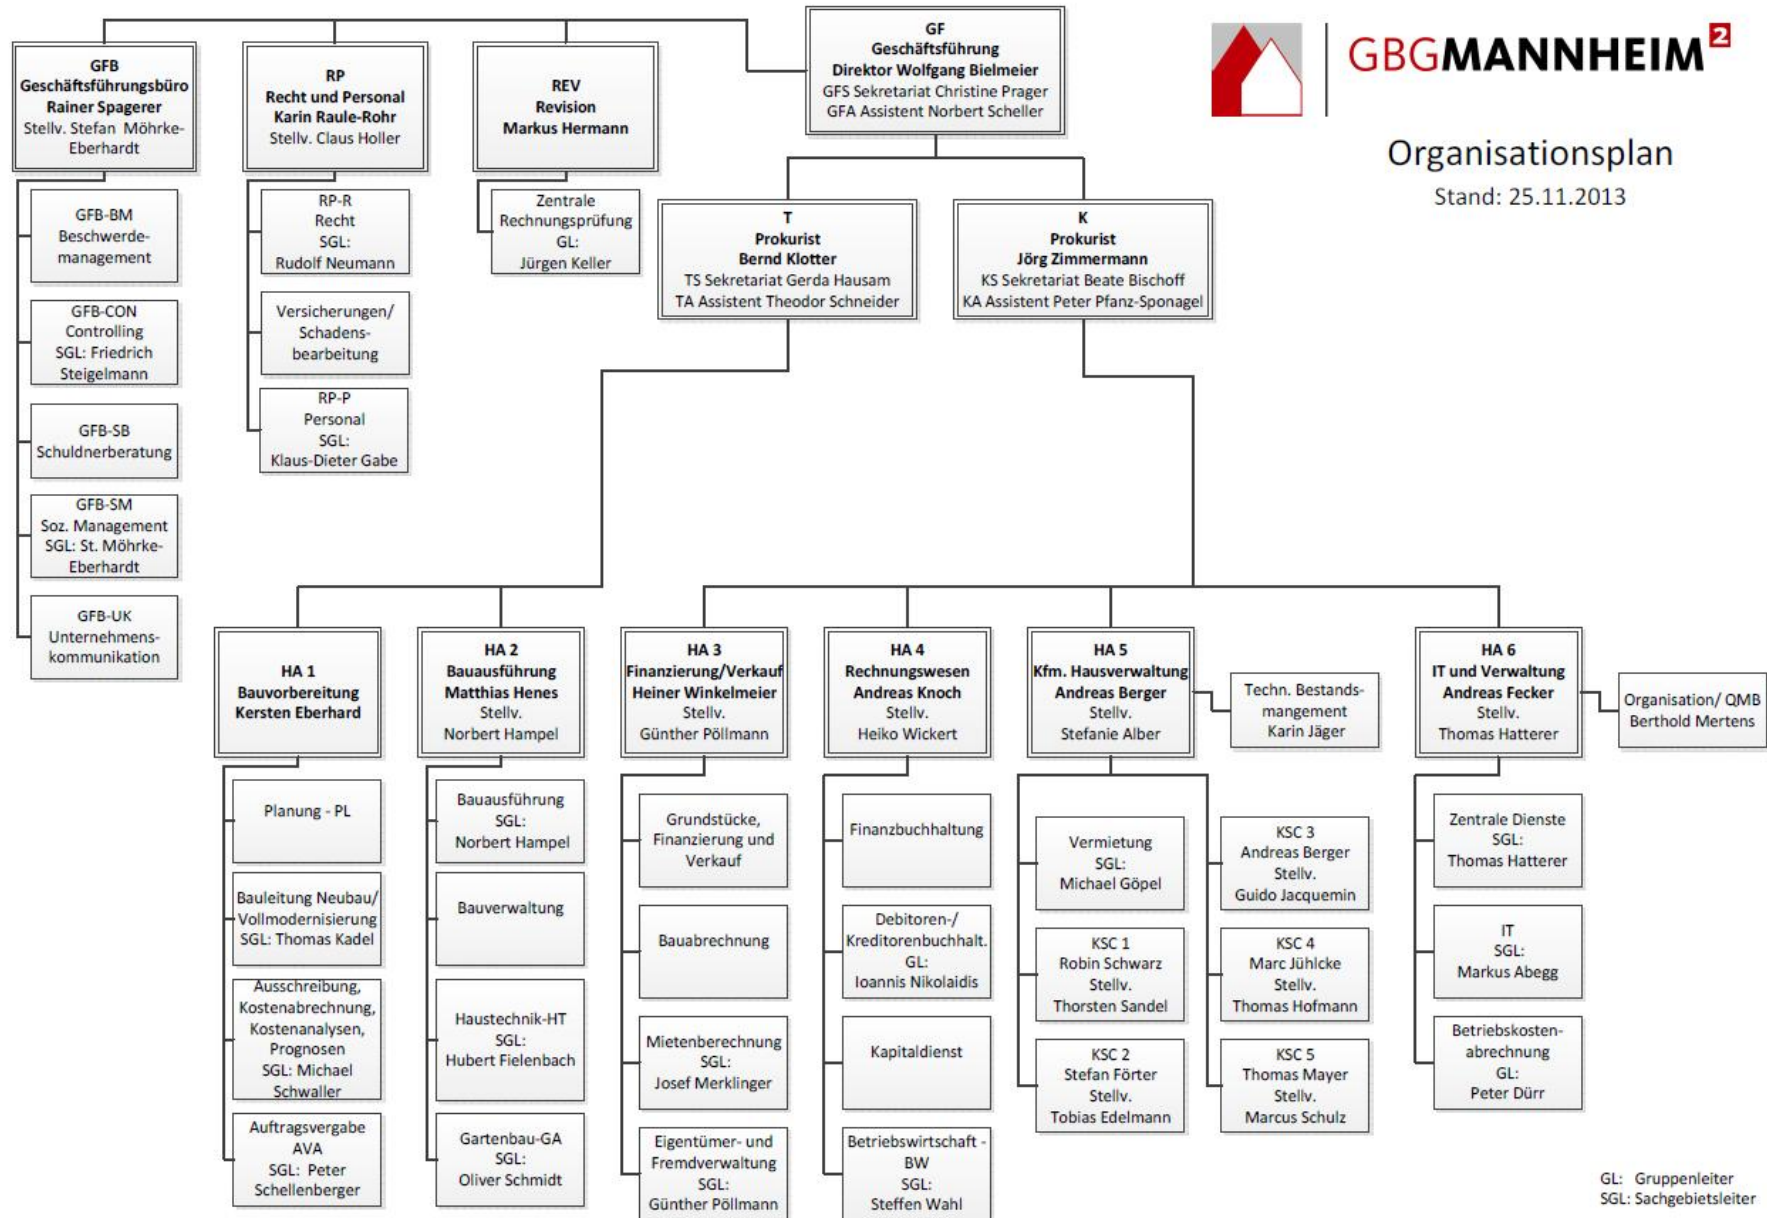 GF
Geschäftsführung
Direktor Wolfgang Bielmeier
GFS Sekretariat Christine Prager
GFA Assistent Norbert Scheller
GBGMANNHEIM²
Organisationsplan
Stand: 25.11.2013
GFB
Geschäftsführungsbüro
Rainer Spagerer
Stellv. Stefan Möhrke-
Eberhardt
RP
Recht und Personal
Karin Raule-Rohr
Stellv. Claus Holler
REV
Revision
Markus Hermann
GFB-BM
Beschwerde-
management
GFB-CON
Controlling
SGL: Friedrich
Steigelmann
GFB-SB
Schuldnerberatung
GFB-SM
Soz. Management
SGL: St. Möhrke-
Eberhardt
GFB-UK
Unternehmens-
kommunikation
RP-R
Recht
SGL:
Rudolf Neumann
Versicherungen/
Schadens-
bearbeitung
RP-P
Personal
SGL:
Klaus-Dieter Gabe
Zentrale
Rechnungsprüfung
GL:
Jürgen Keller
T
Prokurist
Bernd Klotter
TS Sekretariat Gerda Hausam
TA Assistent Theodor Schneider
K
Prokurist
Jörg Zimmermann
KS Sekretariat Beate Bischoff
KA Assistent Peter Pfanz-Sponagel
HA 1
Bauvorbereitung
Kersten Eberhard
Planung - PL
Bauleitung Neubau/
Vollmodernisierung
SGL: Thomas Kadel
Ausschreibung,
Kostenabrechnung,
Kostenanalysen,
Prognosen
SGL: Michael
Schwaller
Auftragsvergabe
AVA
SGL: Peter
Schellenberger
HA 2
Bauausführung
Matthias Henes
Stellv.
Norbert Hampel
Bauausführung
SGL:
Norbert Hampel
Bauverwaltung
Haustechnik-HT
SGL:
Hubert Fielenbach
Gartenbau-GA
SGL:
Oliver Schmidt
HA 3
Finanzierung/Verkauf
Heiner Winkelmeier
Stellv.
Günther Pöllmann
Grundstücke,
Finanzierung und
Verkauf
Bauabrechnung
Mietenberechnung
SGL:
Josef Merklinger
Eigentümer- und
Fremdverwaltung
SGL:
Günther Pöllmann
HA 4
Rechnungswesen
Andreas Knoch
Stellv.
Heiko Wickert
Finanzbuchhaltung
Debitoren-/
Kreditorenbuchhalt.
GL:
Ioannis Nikolaidis
Kapitaldienst
Betriebswirtschaft -
BW
SGL:
Steffen Wahl
HA 5
Kfm. Hausverwaltung
Andreas Berger
Stellv.
Stefanie Alber
Techn. Bestands-
mangement
Karin Jäger
Vermietung
SGL:
Michael Göpel
KSC 1
Robin Schwarz
Stellv.
Thorsten Sandel
KSC 2
Stefan Förter
Stellv.
Tobias Edelmann
KSC 3
Andreas Berger
Stellv.
Guido Jacquemin
KSC 4
Marc Jühlcke
Stellv.
Thomas Hofmann
KSC 5
Thomas Mayer
Stellv.
Marcus Schulz
HA 6
IT und Verwaltung
Andreas Fecker
Stellv.
Thomas Hatterer
Organisation/ QMB
Berthold Mertens
Zentrale Dienste
SGL:
Thomas Hatterer
IT
SGL:
Markus Abegg
Betriebskosten-
abrechnung
GL:
Peter Dürr
GL: Gruppenleiter
SGL: Sachgebietsleiter